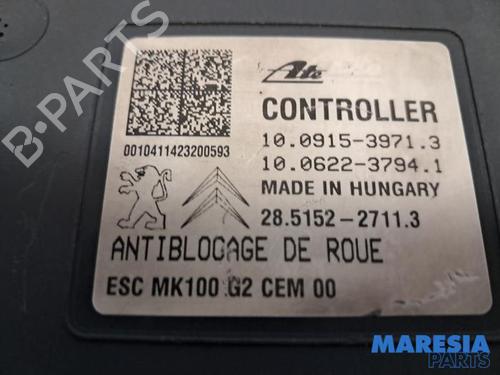 Ate
CONTROLLER
0010411423200593
10.0915-3971.3
10.0622-3794.1
MADE IN HUNGARY
28.5152-2711.3
ANTIBLOCAGE DE ROUE
ESC MK100 G2 CEM 00
MARESIA
PARTS